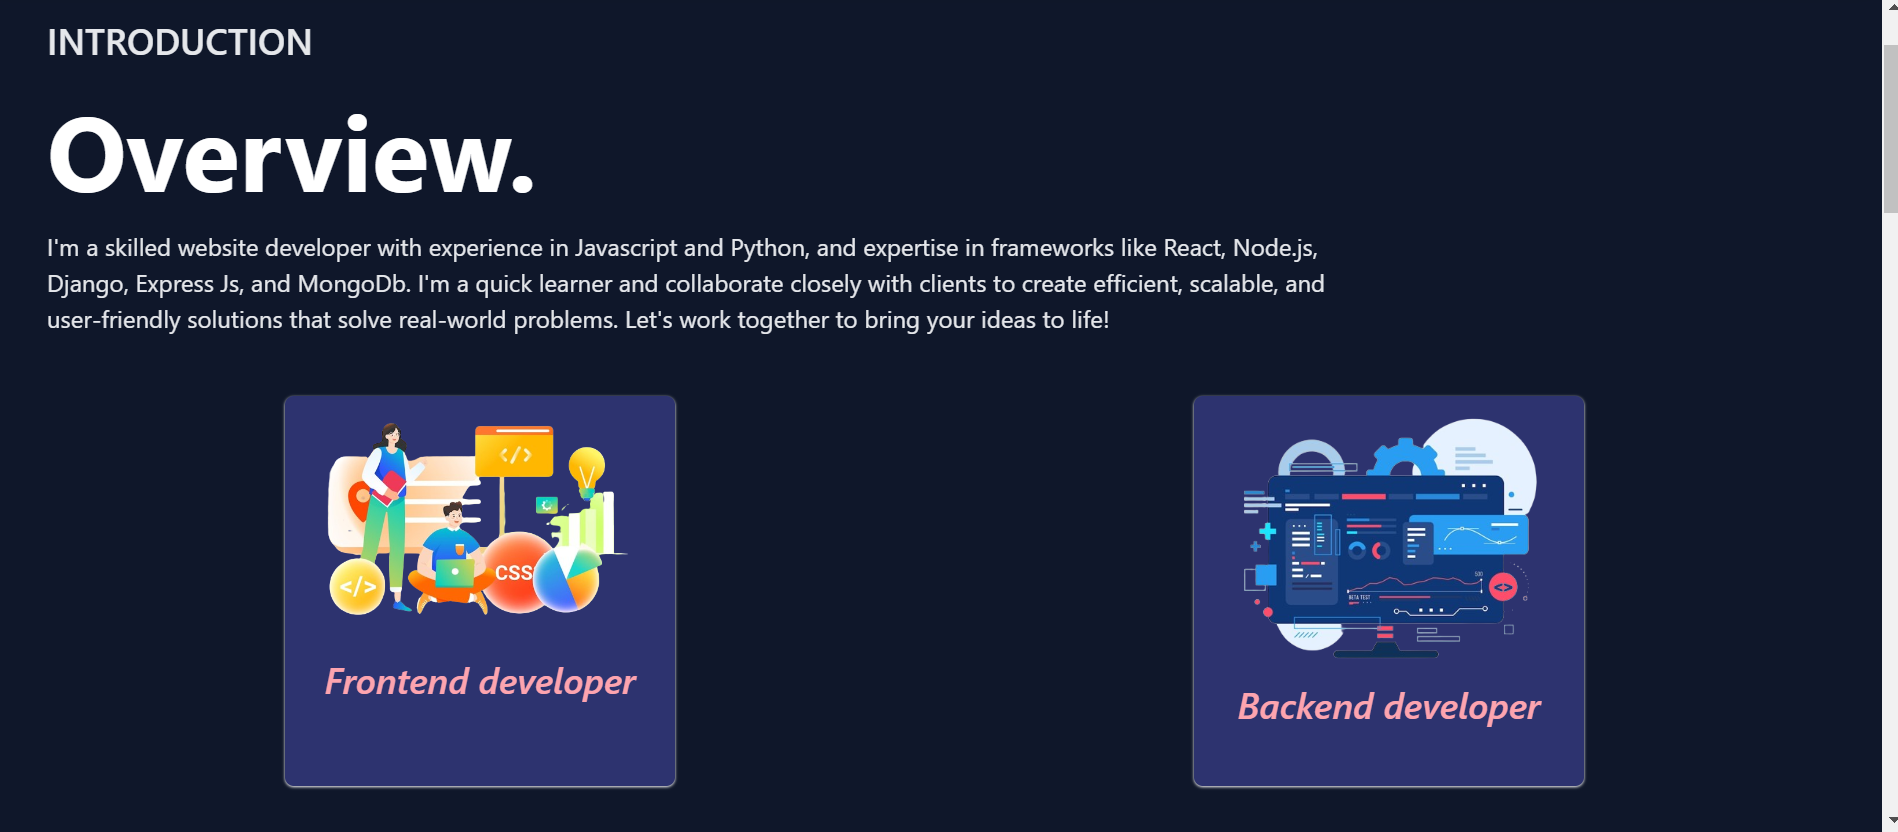 INTRODUCTION
Overview.
I'm a skilled website developer with experience in Javascript and Python, and expertise in frameworks like React, Node.js,
Django, Express Js, and MongoDb. I'm a quick learner and collaborate closely with clients to create efficient, scalable, and
user-friendly solutions that solve real-world problems. Let's work together to bring your ideas to life!
</>
</>
CSS
Frontend developer
500
<>
BETA TEST
Backend developer